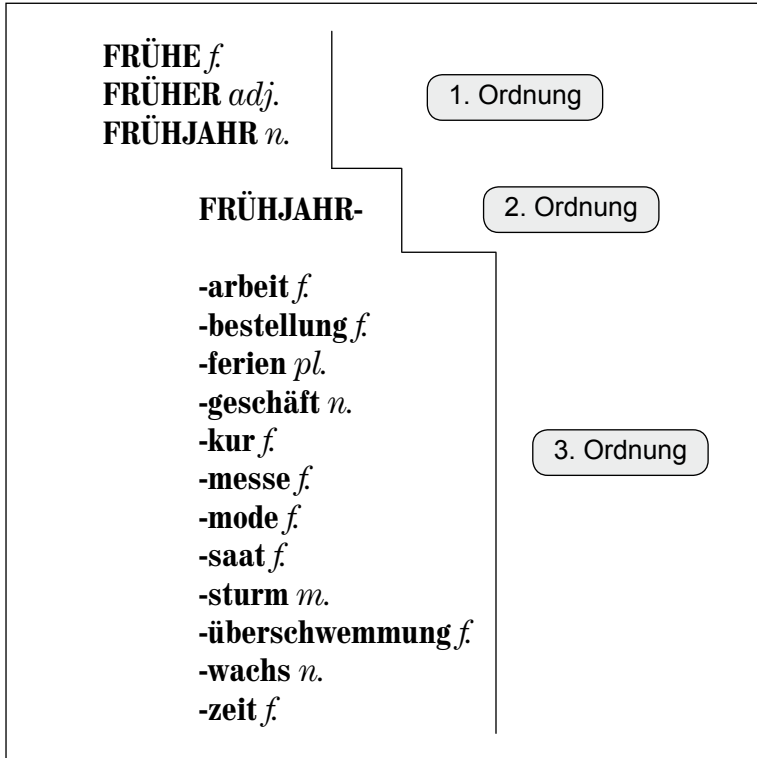 FRÜHE f.
FRÜHER adj.
FRÜHJAHR n.
1. Ordnung
FRÜHJAHR-
2. Ordnung
-arbeit f.
-bestellung f.
-ferien pl.
-geschäft n.
-kur f.
-messe f.
-mode f.
-saat f.
-sturm m.
-überschwemmung f.
-wachs n.
-zeit f.
3. Ordnung